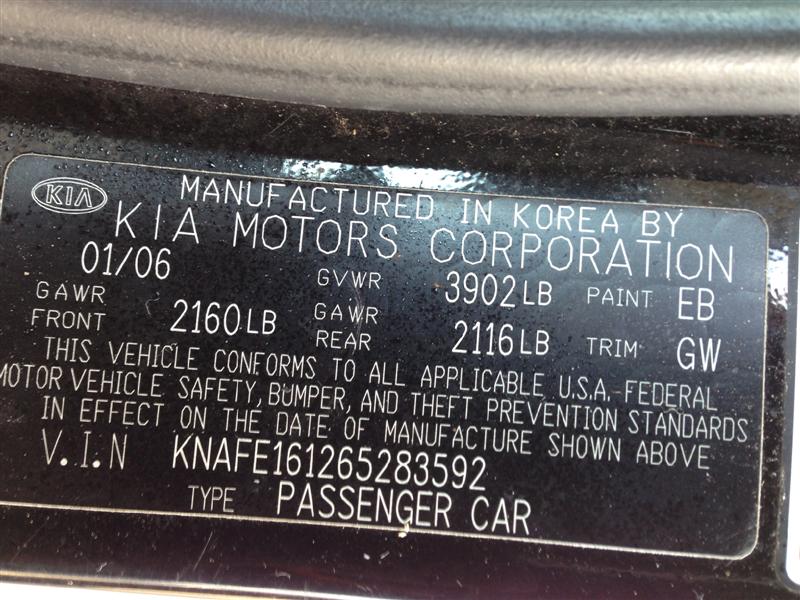 KIA
MANUFACTURED IN KOREA BY
KIA MOTORS CORPORATION
01/06 GVWR 3902LB PAINT EB
GAWR FRONT 2160LB GAWR REAR 2116LB TRIM GW
THIS VEHICLE CONFORMS TO ALL APPLICABLE U.S.A. FEDERAL
MOTOR VEHICLE SAFETY, BUMPER, AND THEFT PREVENTION STANDARDS
IN EFFECT ON THE DATE OF MANUFACTURE SHOWN ABOVE
V.I.N KNAFE161265283592
TYPE PASSENGER CAR